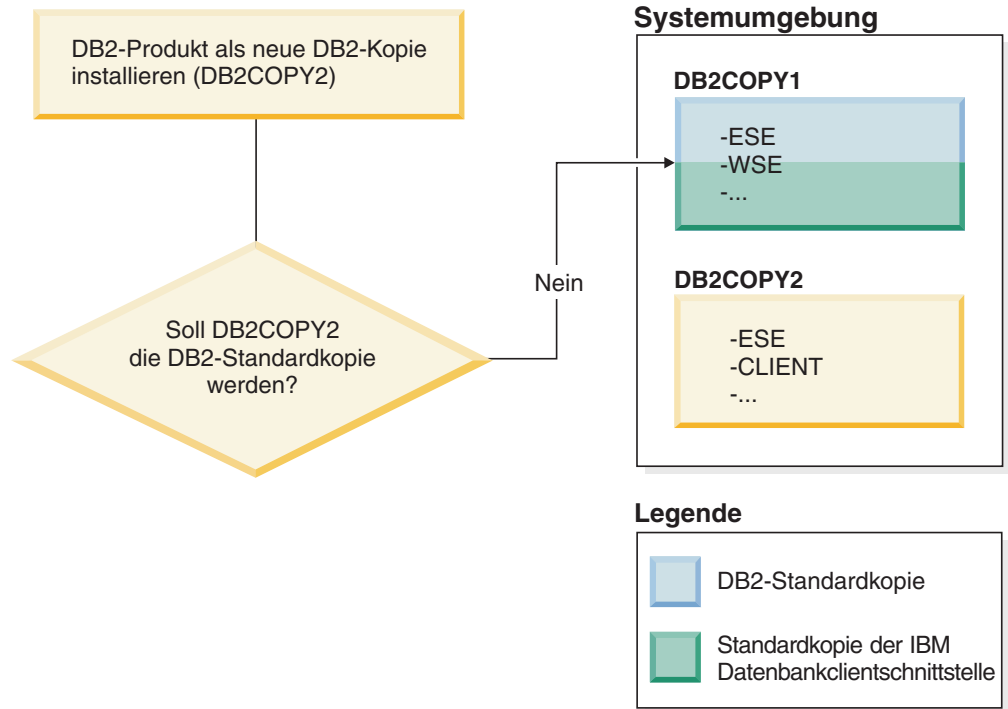 DB2-Produkt als neue DB2-Kopie
installieren (DB2COPY2)
Soll DB2COPY2
die DB2-Standardkopie
werden?
Nein
Systemumgebung
DB2COPY1
-ESE
-WSE
-...
DB2COPY2
-ESE
-CLIENT
-...
Legende
DB2-Standardkopie
Standardkopie der IBM
Datenbankclientschnittstelle